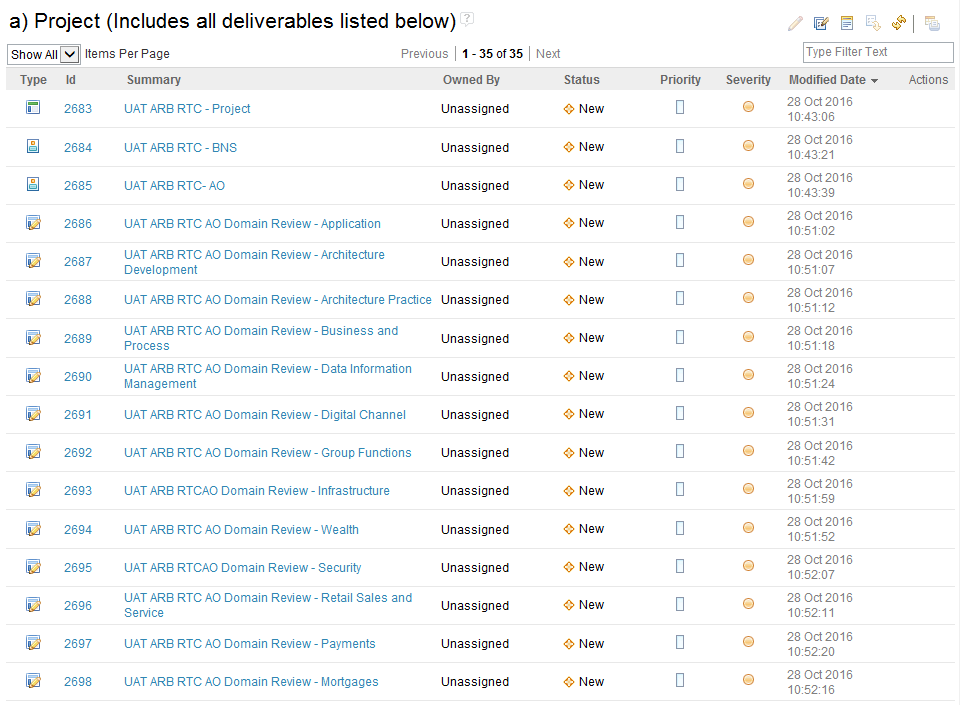 a) Project (Includes all deliverables listed below) ?
Show All Items Per Page Previous 1 - 35 of 35 Next Type Filter Text
Type Id Summary Owned By Status Priority Severity Modified Date Actions
2683 UAT ARB RTC - Project Unassigned New 28 Oct 2016
10:43:06
2684 UAT ARB RTC - BNS Unassigned New 28 Oct 2016
10:43:21
2685 UAT ARB RTC- AO Unassigned New 28 Oct 2016
10:43:39
2686 UAT ARB RTC AO Domain Review - Application Unassigned New 28 Oct 2016
10:51:02
2687 UAT ARB RTC AO Domain Review - Architecture
Development Unassigned New 28 Oct 2016
10:51:07
2688 UAT ARB RTC AO Domain Review - Architecture Practice Unassigned New 28 Oct 2016
10:51:12
2689 UAT ARB RTC AO Domain Review - Business and
Process Unassigned New 28 Oct 2016
10:51:18
2690 UAT ARB RTC AO Domain Review - Data Information
Management Unassigned New 28 Oct 2016
10:51:24
2691 UAT ARB RTC AO Domain Review - Digital Channel Unassigned New 28 Oct 2016
10:51:31
2692 UAT ARB RTC AO Domain Review - Group Functions Unassigned New 28 Oct 2016
10:51:42
2693 UAT ARB RTCAO Domain Review - Infrastructure Unassigned New 28 Oct 2016
10:51:59
2694 UAT ARB RTC AO Domain Review - Wealth Unassigned New 28 Oct 2016
10:51:52
2695 UAT ARB RTCAO Domain Review - Security Unassigned New 28 Oct 2016
10:52:07
2696 UAT ARB RTC AO Domain Review - Retail Sales and
Service Unassigned New 28 Oct 2016
10:52:11
2697 UAT ARB RTC AO Domain Review - Payments Unassigned New 28 Oct 2016
10:52:20
2698 UAT ARB RTC AO Domain Review - Mortgages Unassigned New 28 Oct 2016
10:52:16